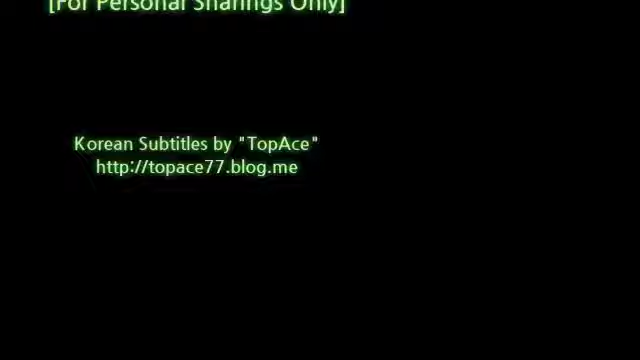 [For Personal Sharings Only]
Korean Subtitles by "TopAce"
http://topace77.blog.me